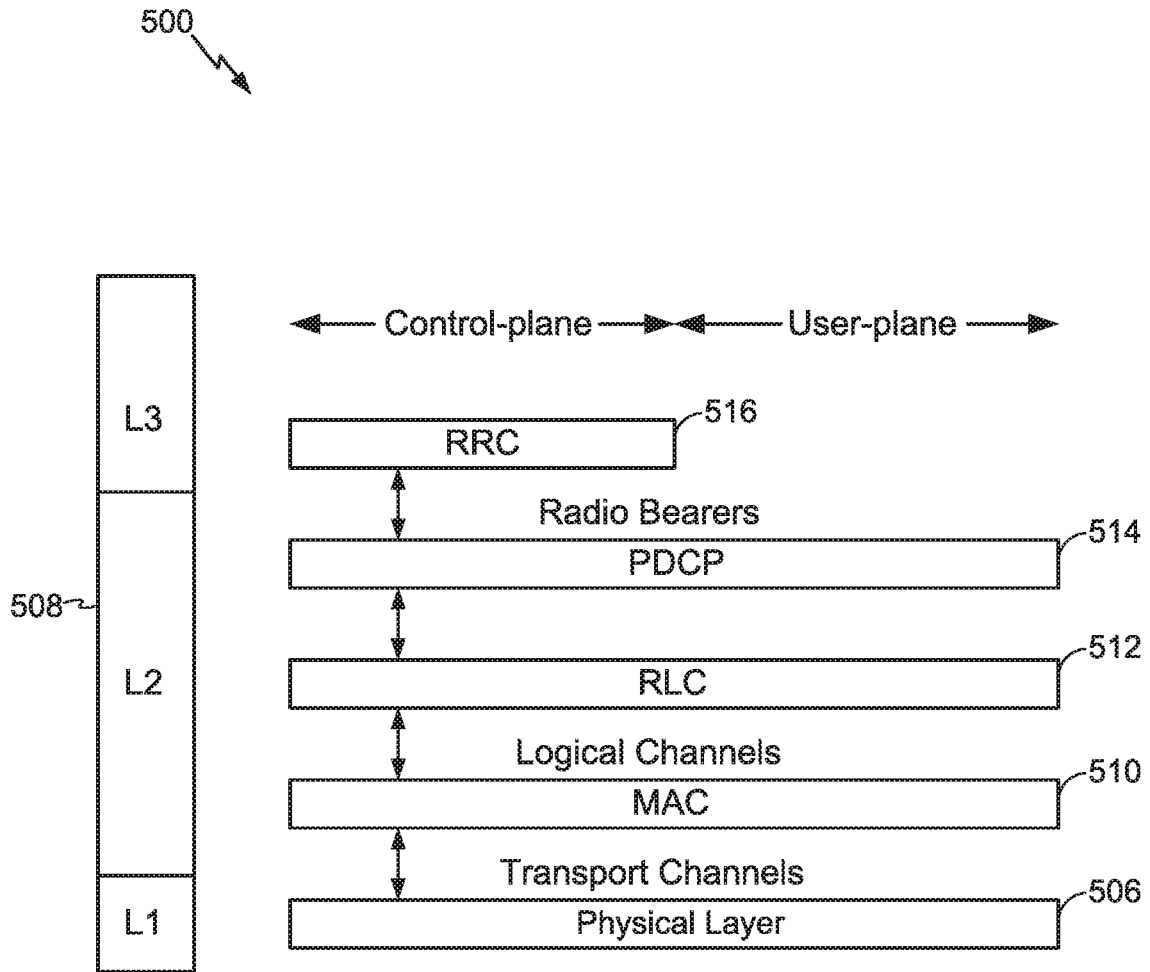 500
Control-plane User-plane
L3
516
RRC
Radio Bearers
514
PDCP
508
L2
512
RLC
Logical Channels
510
MAC
Transport Channels
506
L1
Physical Layer